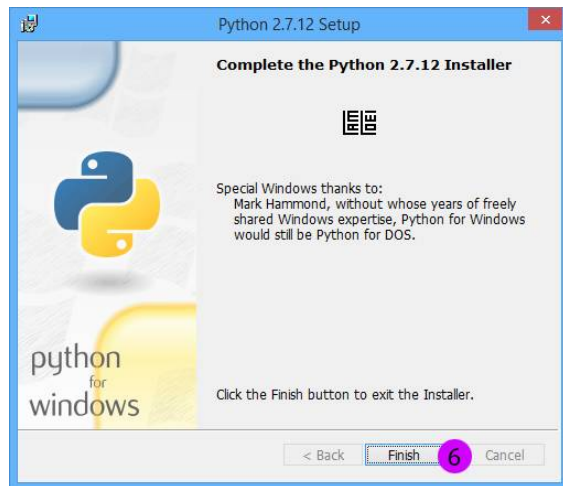 Python 2.7.12 Setup
Complete the Python 2.7.12 Installer
Special Windows thanks to:
Mark Hammond, without whose years of freely
shared Windows expertise, Python for Windows
would still be Python for DOS.
python
for
windows
Click the Finish button to exit the Installer.
< Back
Finish
6
Cancel